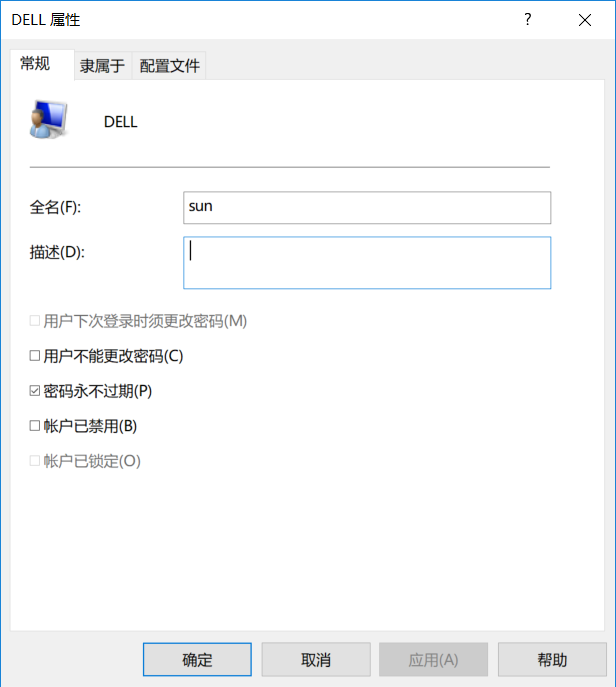 DELL 属性
常规 隶属于 配置文件
DELL
全名(F): sun
描述(D):
用户下次登录时须更改密码(M)
用户不能更改密码(C)
密码永不过期(P)
帐户已禁用(B)
帐户已锁定(O)
确定 取消 应用(A) 帮助